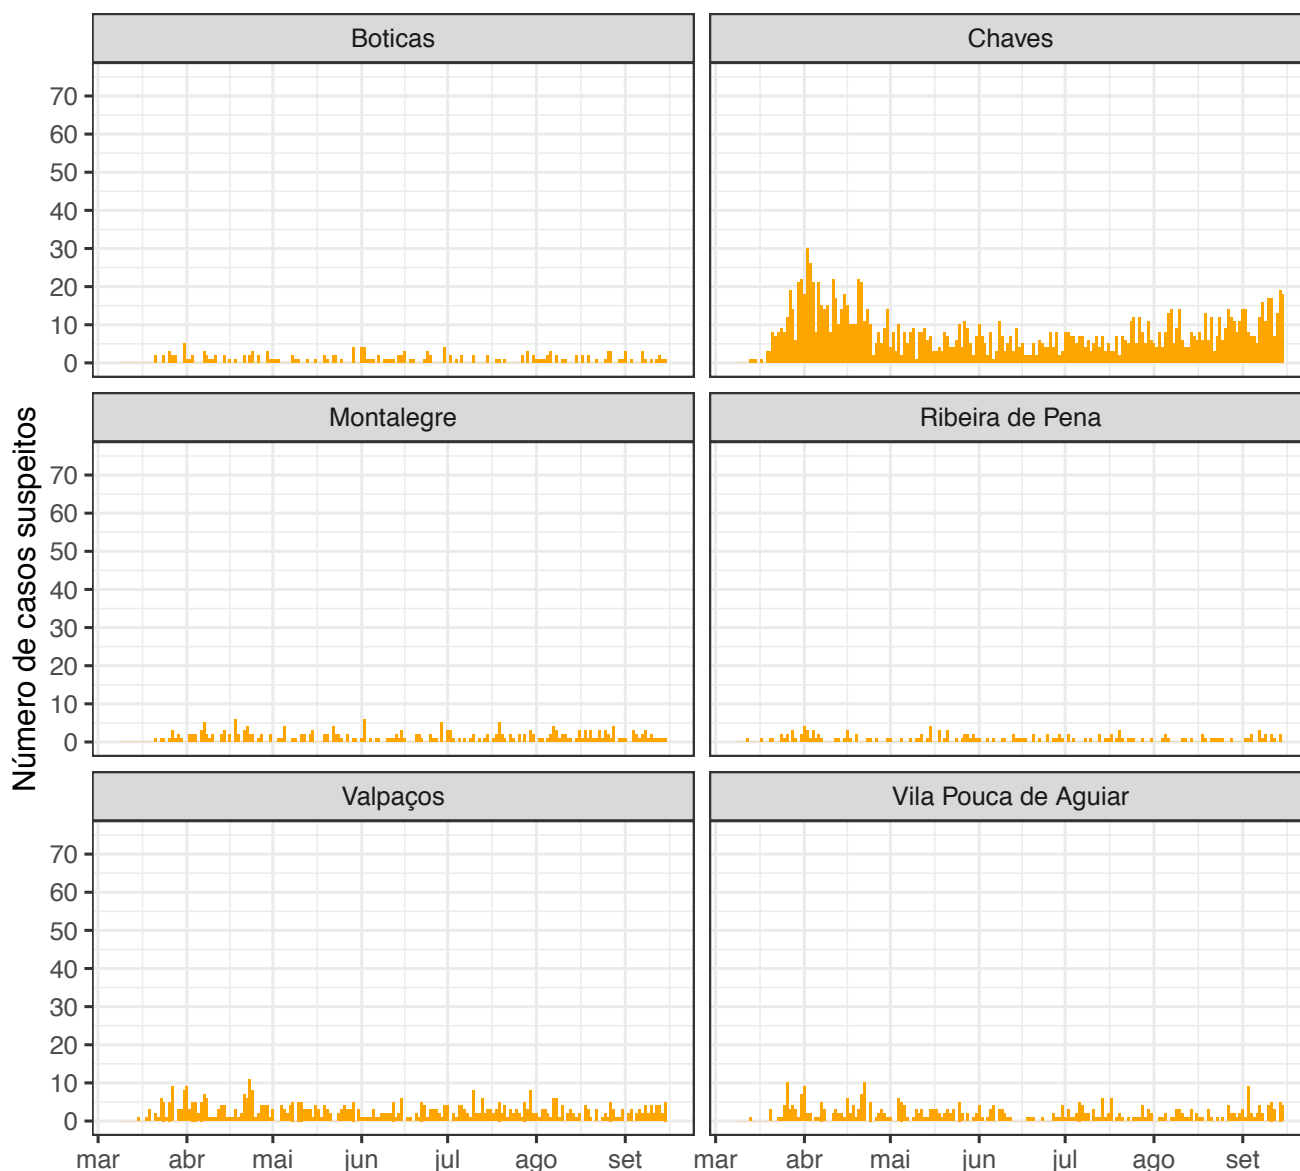 Boticas
Chaves
70
60
50
40
30
20
10
0
Montalegre
Ribeira de Pena
70
60
50
40
30
20
10
0
Valpaços
Vila Pouca de Aguiar
70
60
50
40
30
20
10
0
mar abr mai jun jul ago set
mar abr mai jun jul ago set
Número de casos suspeitos